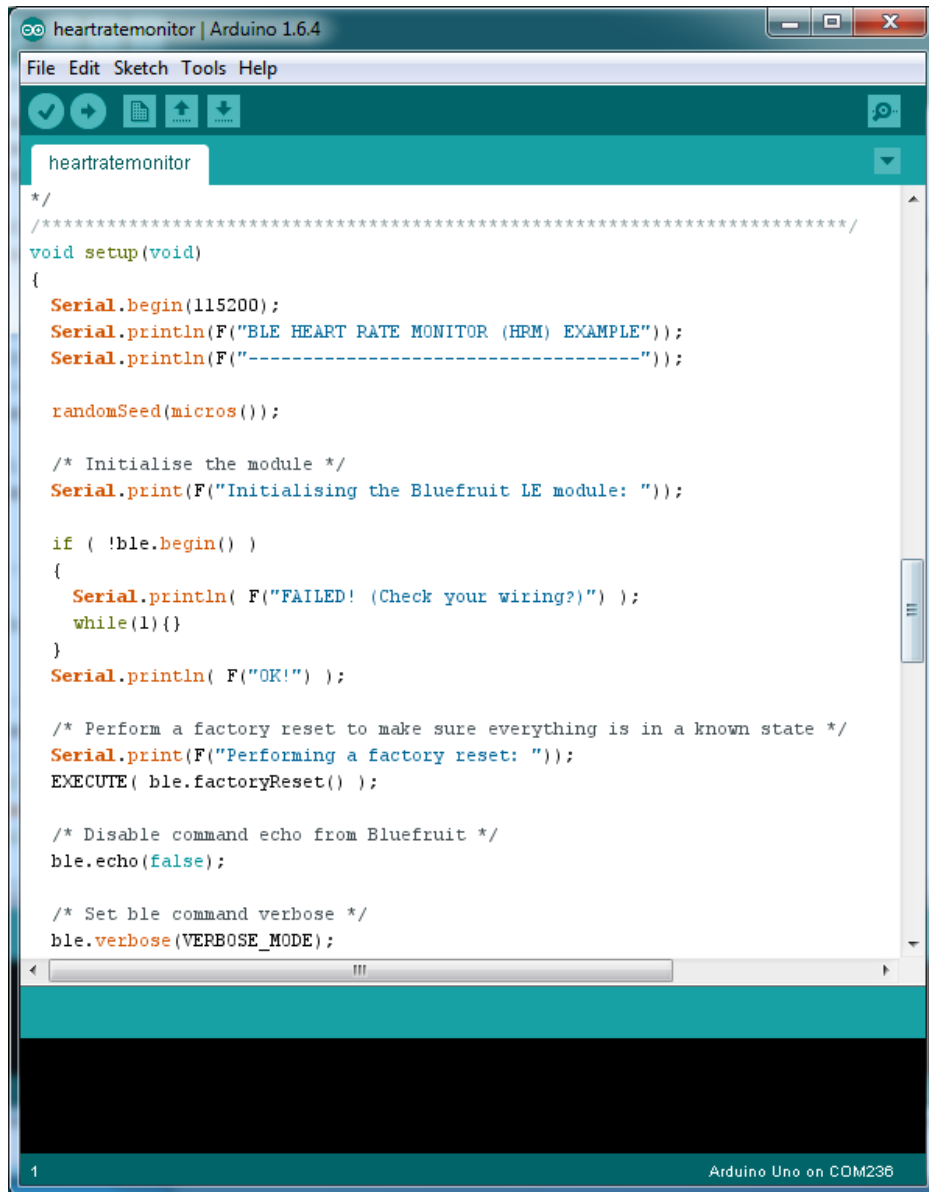 heartratemonitor | Arduino 1.6.4
File Edit Sketch Tools Help
heartratemonitor
*/
/**************************************************************************/
void setup(void)
{
  Serial.begin(115200);
  Serial.println(F("BLE HEART RATE MONITOR (HRM) EXAMPLE"));
  Serial.println(F("------------------------------------"));

  randomSeed(micros());

  /* Initialise the module */
  Serial.print(F("Initialising the Bluefruit LE module: "));

  if ( !ble.begin() )
  {
    Serial.println( F("FAILED! (Check your wiring?)") );
    while(1){}
  }
  Serial.println( F("OK!") );

  /* Perform a factory reset to make sure everything is in a known state */
  Serial.print(F("Performing a factory reset: "));
  EXECUTE( ble.factoryReset() );

  /* Disable command echo from Bluefruit */
  ble.echo(false);

  /* Set ble command verbose */
  ble.verbose(VERBOSE_MODE);
1
Arduino Uno on COM236